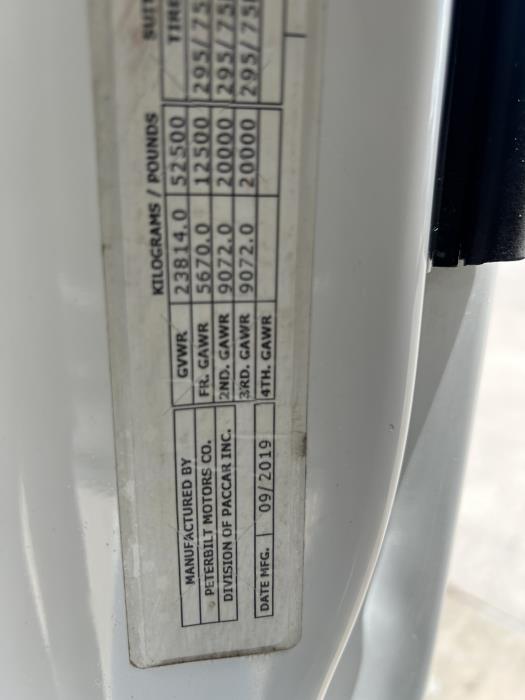 MANUFACTURED BY
PETERBILT MOTORS CO.
DIVISION OF PACCAR INC.
DATE MFG. 09/2019
KILOGRAMS / POUNDS
GVWR 23814.0 52500
FR. GAWR 5670.0 12500 295/75
2ND. GAWR 9072.0 20000 295/75
3RD. GAWR 9072.0 20000 295/75
4TH. GAWR